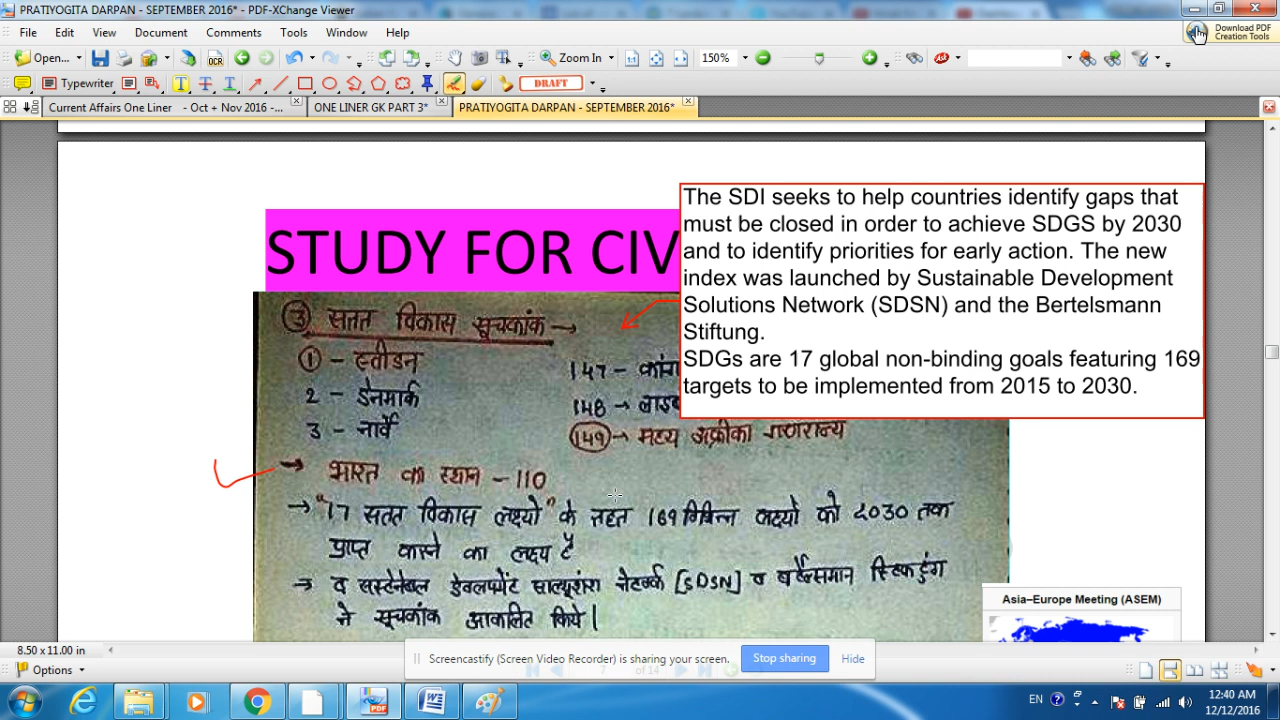 PRATIYOGITA DARPAN - SEPTEMBER 2016* - PDF-XChange Viewer
File Edit View Document Comments Tools Window Help
Download PDF Creation Tools
Open... OCR Zoom In 150%
Typewriter DRAFT
Current Affairs One Liner - Oct + Nov 2016 -... ONE LINER GK PART 3* PRATIYOGITA DARPAN - SEPTEMBER 2016*
The SDI seeks to help countries identify gaps that
must be closed in order to achieve SDGS by 2030
and to identify priorities for early action. The new
index was launched by Sustainable Development
Solutions Network (SDSN) and the Bertelsmann
Stiftung.
SDGs are 17 global non-binding goals featuring 169
targets to be implemented from 2015 to 2030.
STUDY FOR CIV
③ सतत विकास सूचकांक →
① - स्वीडन
2 - डेनमार्क
3 - नार्वे
147 -
148 →
149 → मध्य अफ्रीका गणराज्य
→ भारत का स्थान - 110
→ "17 सतत विकास लक्ष्यों" के तहत 169 विभिन्न लक्ष्यों को 2030 तक
प्राप्त करने का लक्ष्य है
→ द सस्टेनेबल डेवलपमेंट नेटवर्क [SDSN] व
ने सूचकांक आकलित किये।
Asia–Europe Meeting (ASEM)
8.50 x 11.00 in
Screencastify (Screen Video Recorder) is sharing your screen. Stop sharing Hide
Options 7 of 14
EN 12:40 AM
12/12/2016